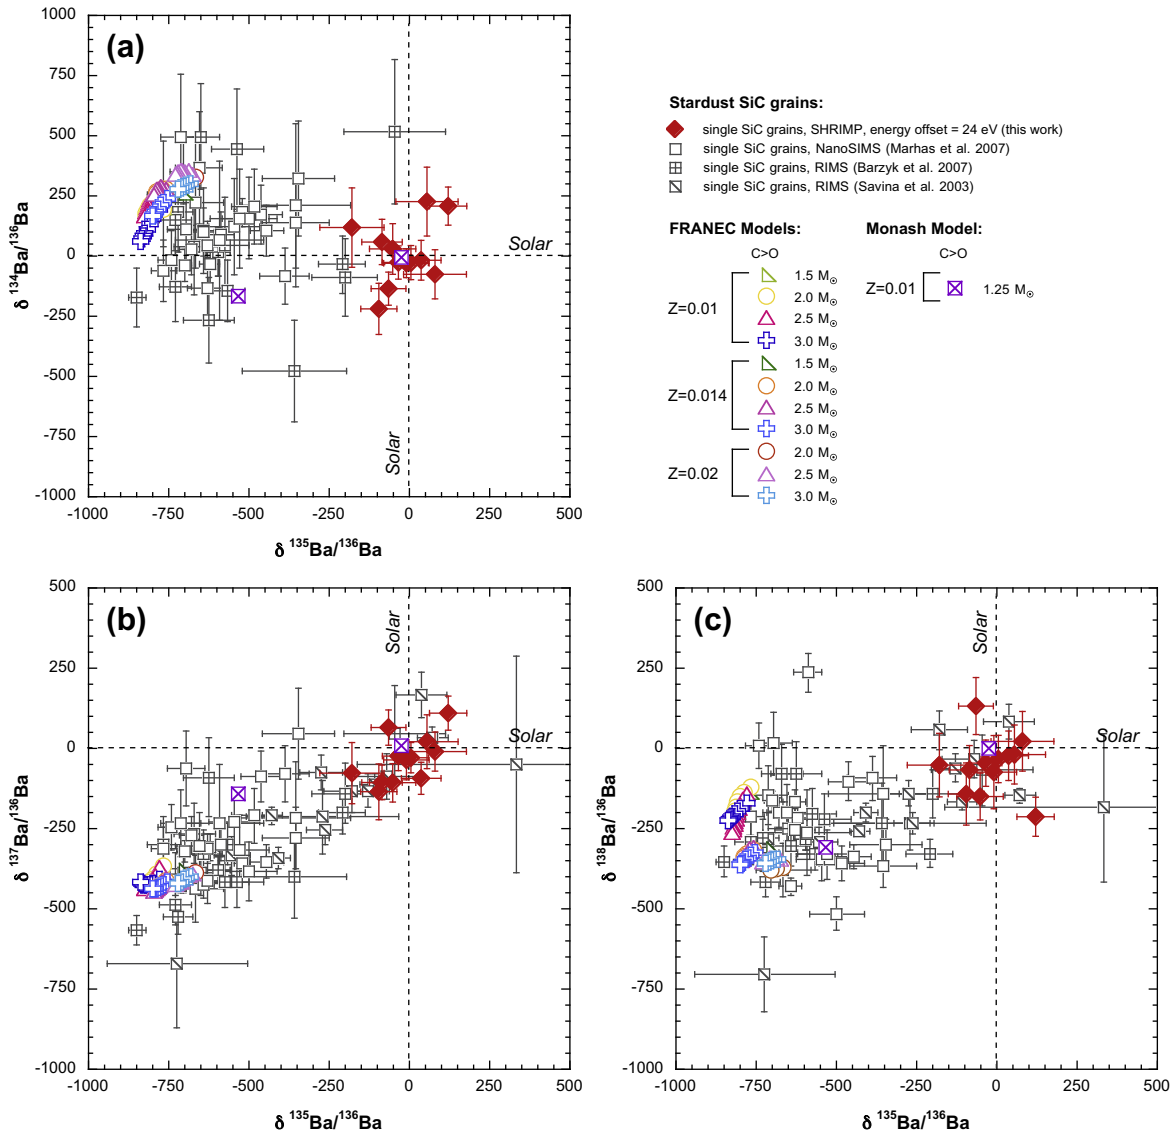 (a)
1000
750
500
250
0
-250
-500
-750
-1000
δ ¹³⁴Ba/¹³⁶Ba
Solar
Solar
-1000 -750 -500 -250 0 250 500
δ ¹³⁵Ba/¹³⁶Ba
Stardust SiC grains:
single SiC grains, SHRIMP, energy offset = 24 eV (this work)
single SiC grains, NanoSIMS (Marhas et al. 2007)
single SiC grains, RIMS (Barzyk et al. 2007)
single SiC grains, RIMS (Savina et al. 2003)
FRANEC Models:
C>O
Z=0.01
1.5 M☉
2.0 M☉
2.5 M☉
3.0 M☉
Z=0.014
1.5 M☉
2.0 M☉
2.5 M☉
3.0 M☉
Z=0.02
2.0 M☉
2.5 M☉
3.0 M☉
Monash Model:
C>O
Z=0.01
1.25 M☉
(b)
500
250
0
-250
-500
-750
-1000
δ ¹³⁷Ba/¹³⁶Ba
Solar
Solar
-1000 -750 -500 -250 0 250 500
δ ¹³⁵Ba/¹³⁶Ba
(c)
500
250
0
-250
-500
-750
-1000
δ ¹³⁸Ba/¹³⁶Ba
Solar
Solar
-1000 -750 -500 -250 0 250 500
δ ¹³⁵Ba/¹³⁶Ba